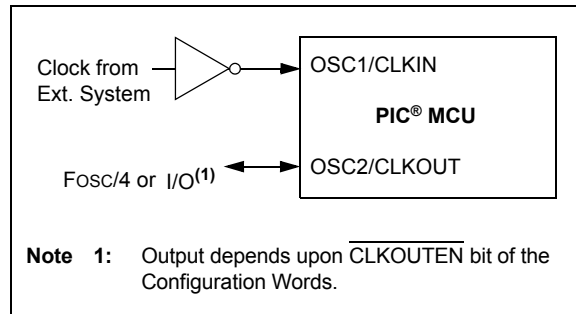 Clock from
Ext. System
OSC1/CLKIN
PIC® MCU
FOSC/4 or I/O(1)
OSC2/CLKOUT
Note 1: Output depends upon CLKOUTEN bit of the
Configuration Words.